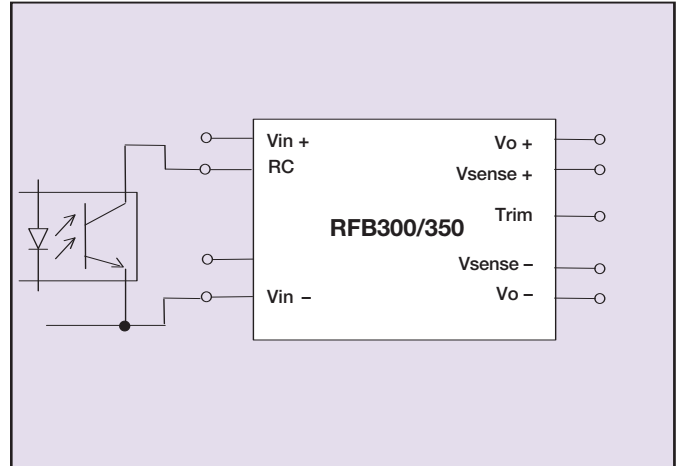 Vin +
RC
Vin –
RFB300/350
Vo +
Vsense +
Trim
Vsense –
Vo –